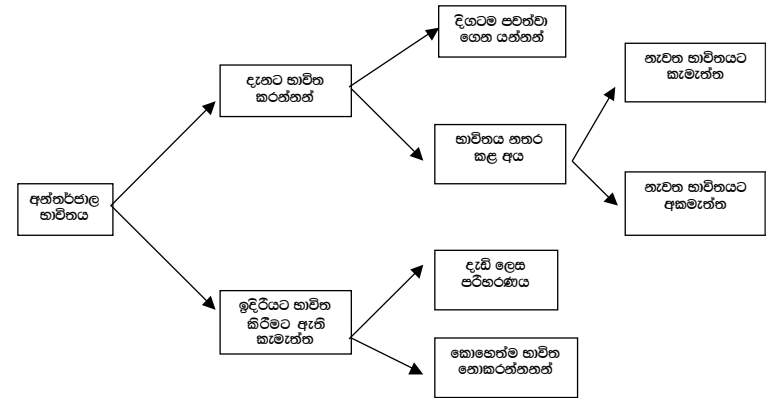 දිගටම පවත්වා
ගෙන යන්නන්
දැනට භාවිත
කරන්නන්
නැවත භාවිතයට
කැමැත්ත
භාවිතය නතර
කළ අය
අන්තර්ජාල
භාවිතය
නැවත භාවිතයට
අකමැත්ත
දැඩි ලෙස
පරිහරණය
ඉදිරියට භාවිත
කිරීමට ඇති
කැමැත්ත
කොහෙත්ම භාවිත
නොකරන්නනන්